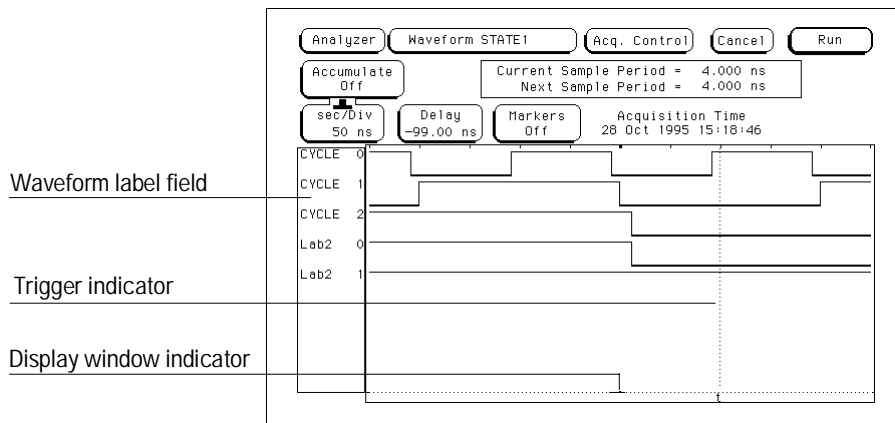 Analyzer Waveform STATE1 Acq. Control Cancel Run
Accumulate
Off
Current Sample Period = 4.000 ns
Next Sample Period = 4.000 ns
sec/Div
50 ns
Delay
-99.00 ns
Markers
Off
Acquisition Time
28 Oct 1995 15:18:46
CYCLE 0
CYCLE 1
CYCLE 2
Lab2 0
Lab2 1
t
Waveform label field
Trigger indicator
Display window indicator